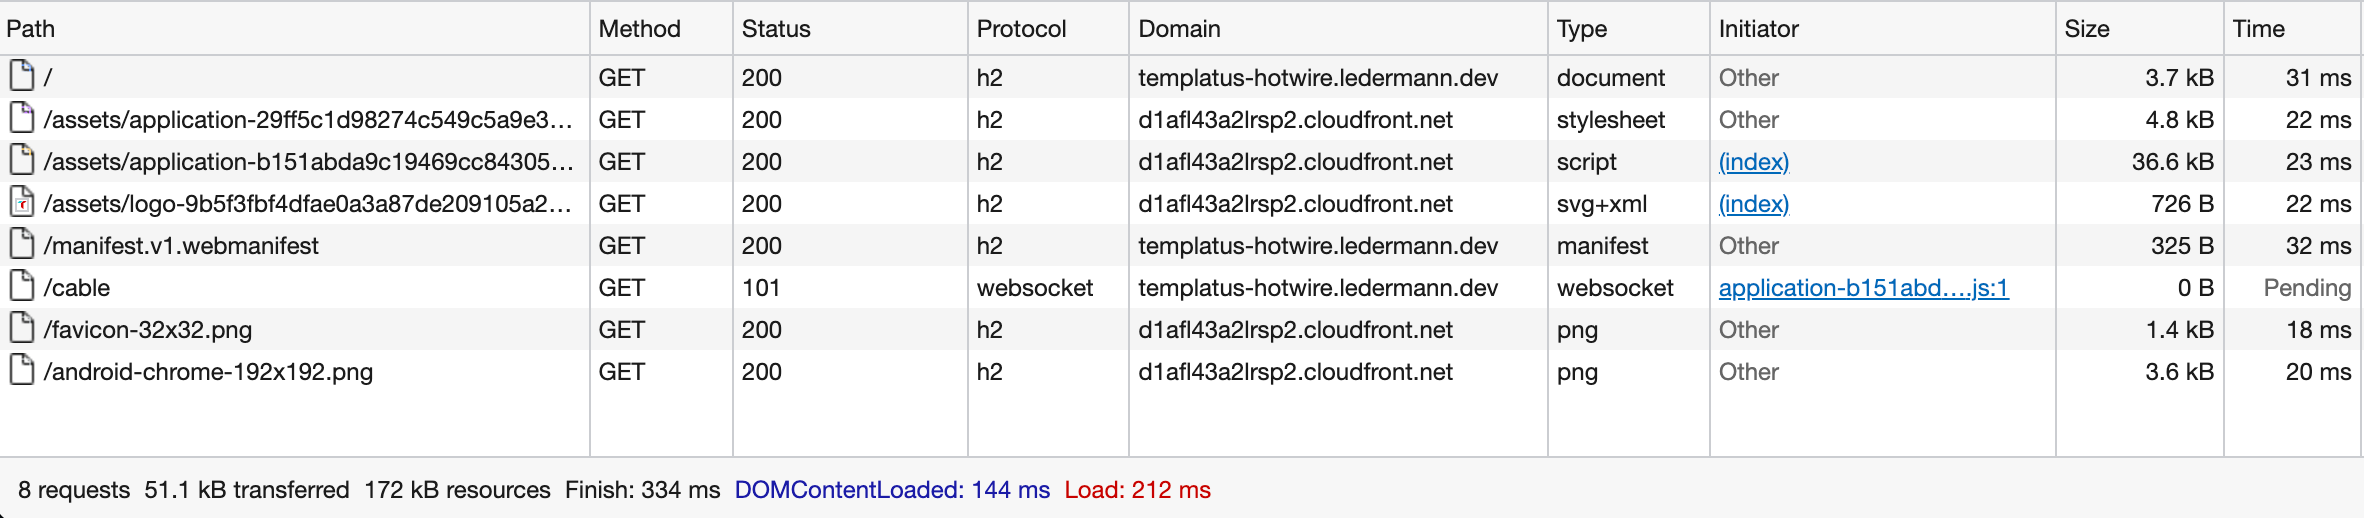 Path Method Status Protocol Domain Type Initiator Size Time
/ GET 200 h2 templatus-hotwire.ledermann.dev document Other 3.7 kB 31 ms
/assets/application-29ff5c1d98274c549c5a9e3… GET 200 h2 d1afl43a2lrsp2.cloudfront.net stylesheet Other 4.8 kB 22 ms
/assets/application-b151abda9c19469cc84305… GET 200 h2 d1afl43a2lrsp2.cloudfront.net script (index) 36.6 kB 23 ms
/assets/logo-9b5f3fbf4dfae0a3a87de209105a2… GET 200 h2 d1afl43a2lrsp2.cloudfront.net svg+xml (index) 726 B 22 ms
/manifest.v1.webmanifest GET 200 h2 templatus-hotwire.ledermann.dev manifest Other 325 B 32 ms
/cable GET 101 websocket templatus-hotwire.ledermann.dev websocket application-b151abd….js:1 0 B Pending
/favicon-32x32.png GET 200 h2 d1afl43a2lrsp2.cloudfront.net png Other 1.4 kB 18 ms
/android-chrome-192x192.png GET 200 h2 d1afl43a2lrsp2.cloudfront.net png Other 3.6 kB 20 ms
8 requests 51.1 kB transferred 172 kB resources Finish: 334 ms DOMContentLoaded: 144 ms Load: 212 ms